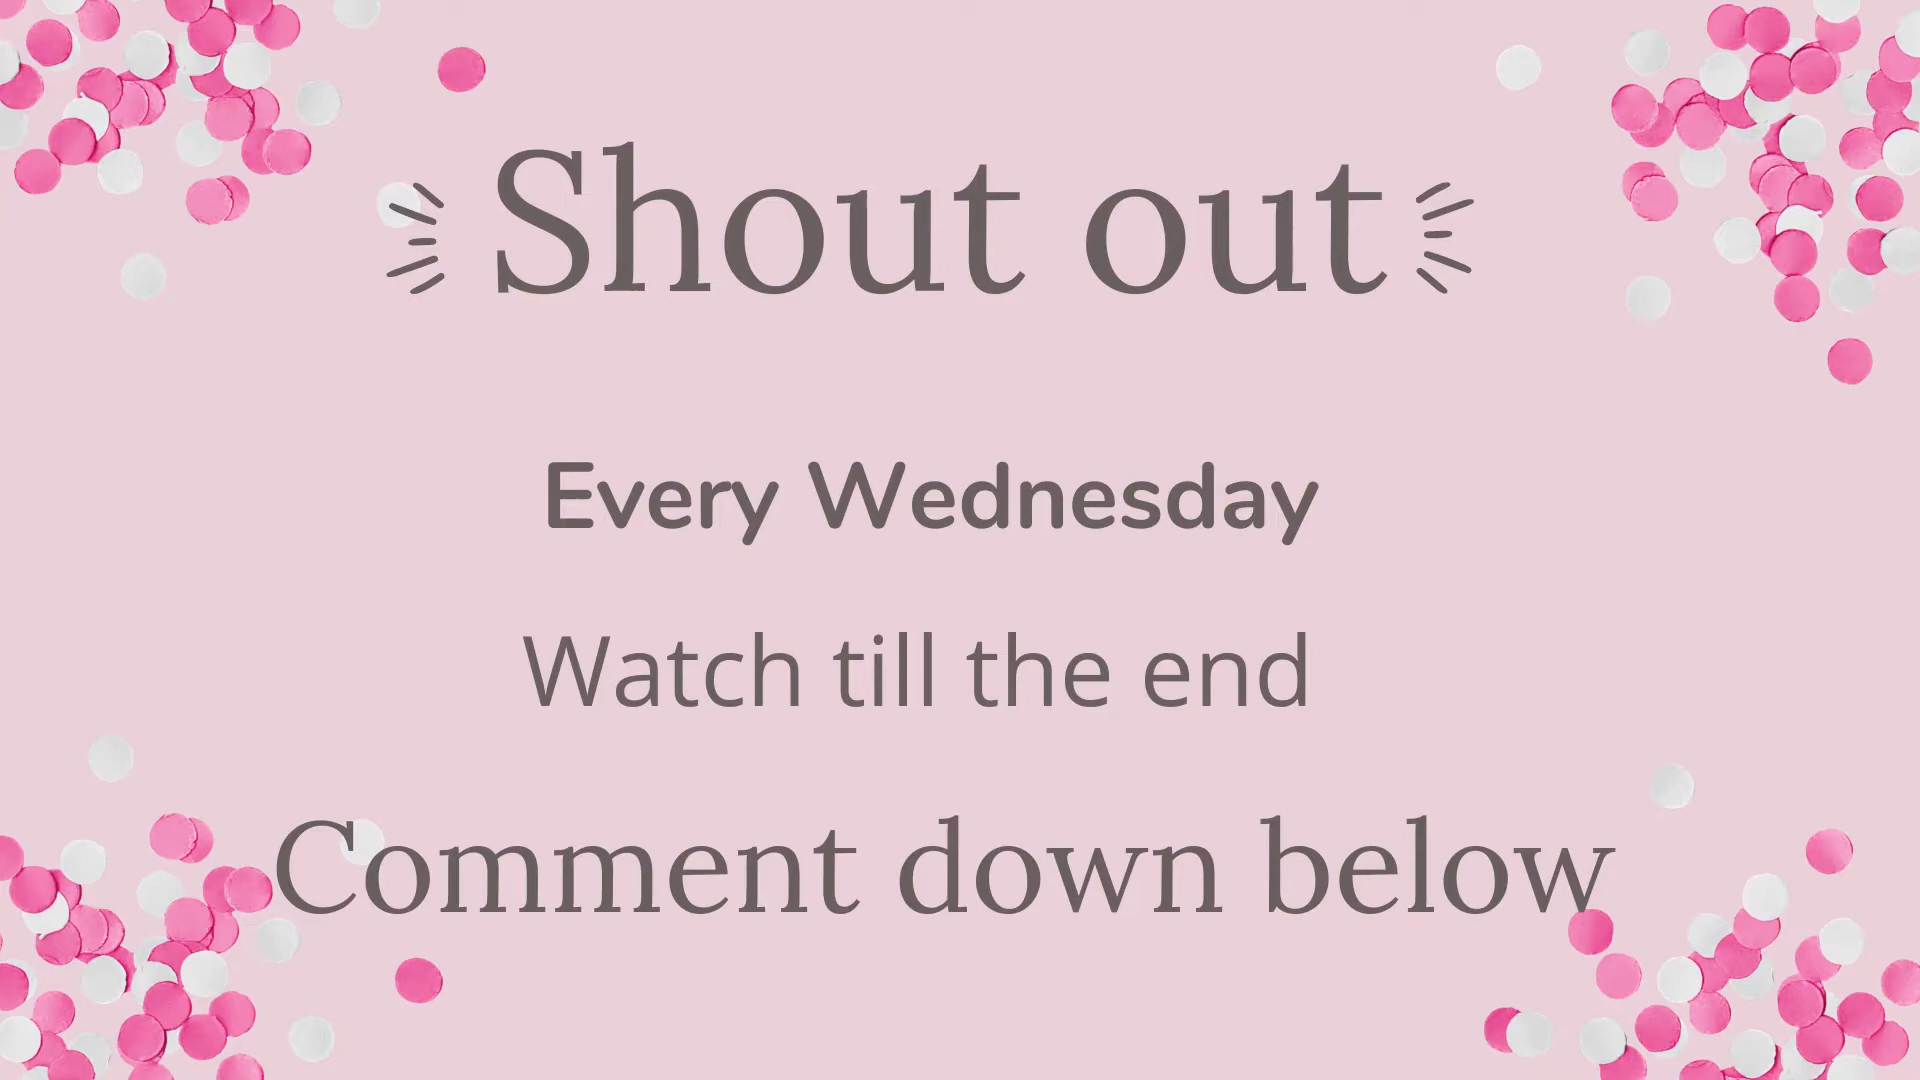 Shout out
Every Wednesday
Watch till the end
Comment down below